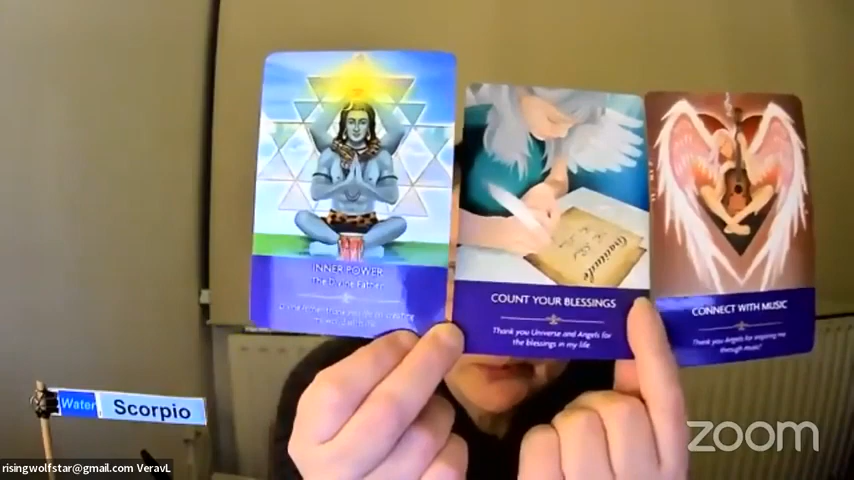 INNER POWER
The Divine Father
Gratitude
COUNT YOUR BLESSINGS
Thank you Universe and Angels for
the blessings in my life
CONNECT WITH MUSIC
Thank you Angels for inspiring me
through music
Water
Scorpio
zoom
risingwolfstar@gmail.com VeravL